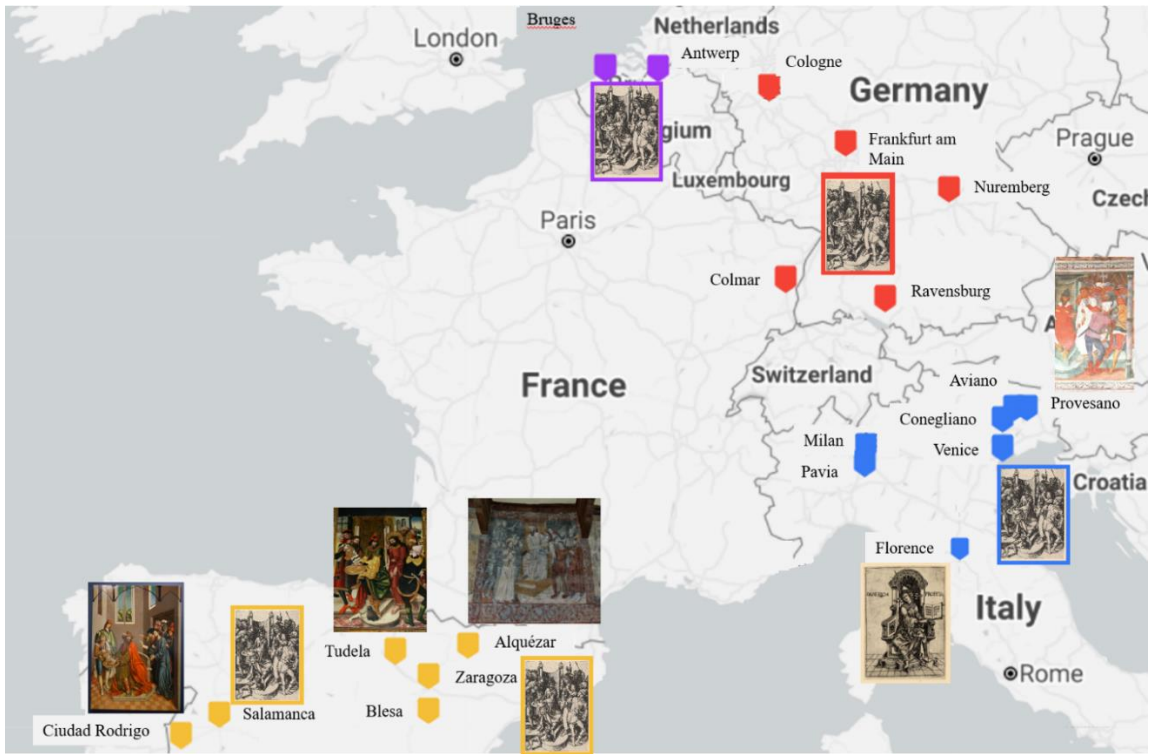 Bruges
Netherlands
London
Antwerp
Cologne
Germany
gium
Frankfurt am
Main
Prague
Luxembourg
Nuremberg
Czech
Paris
Colmar
Ravensburg
France
Switzerland
Aviano
Provesano
Conegliano
Milan
Venice
Pavia
Croatia
Florence
Italy
Tudela
Alquézar
Zaragoza
Rome
Salamanca
Blesa
Ciudad Rodrigo